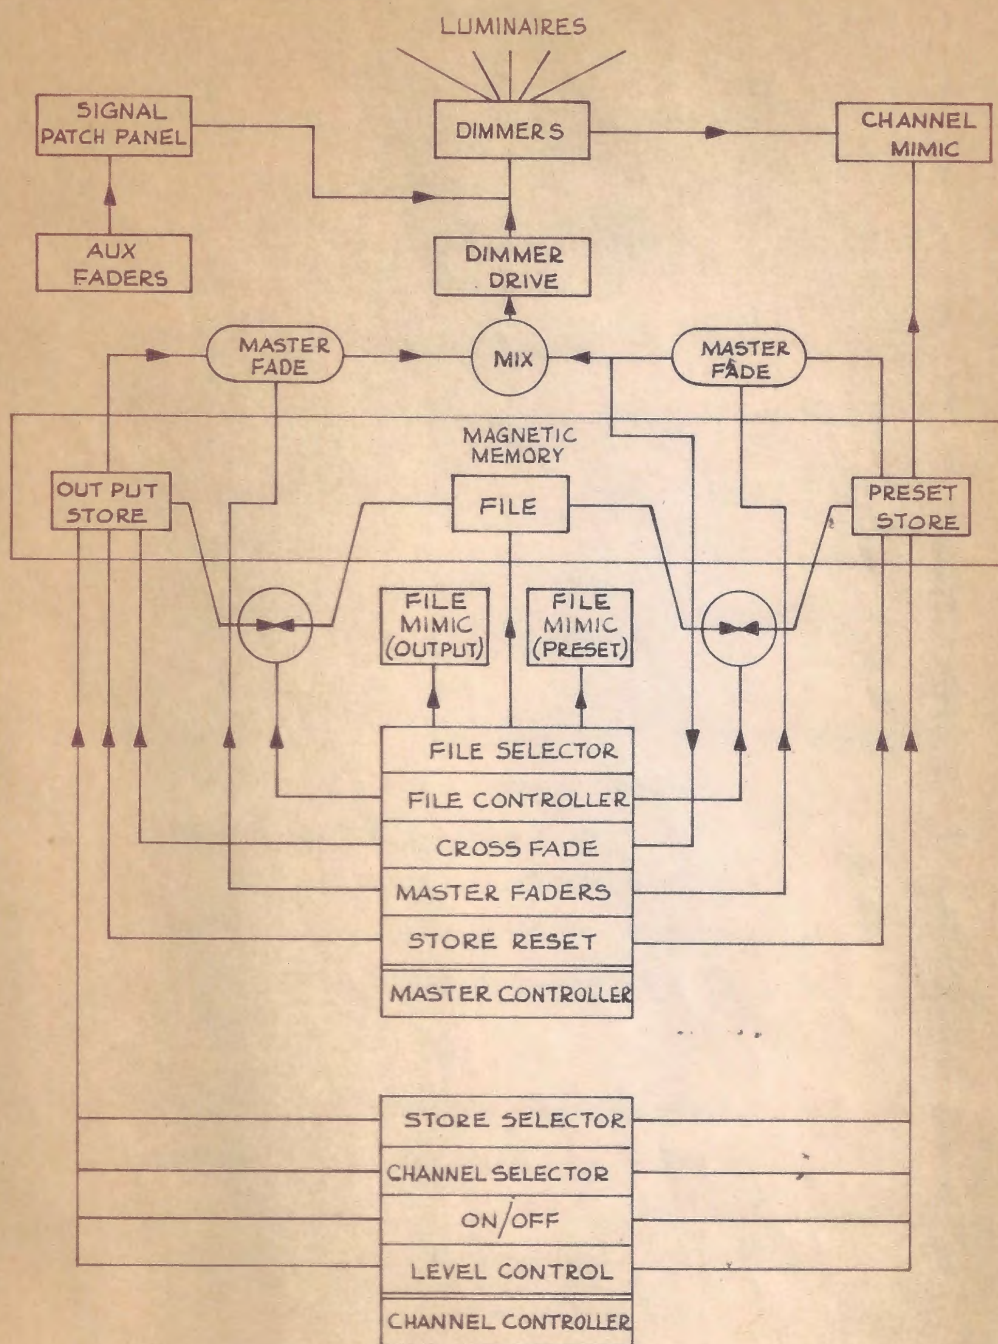 LUMINAIRES
SIGNAL
PATCH PANEL
DIMMERS
CHANNEL
MIMIC
AUX
FADERS
DIMMER
DRIVE
MASTER
FADE
MIX
MASTER
FADE
MAGNETIC
MEMORY
OUTPUT
STORE
FILE
PRESET
STORE
FILE
MIMIC
(OUTPUT)
FILE
MIMIC
(PRESET)
FILE SELECTOR
FILE CONTROLLER
CROSS FADE
MASTER FADERS
STORE RESET
MASTER CONTROLLER
STORE SELECTOR
CHANNEL SELECTOR
ON/OFF
LEVEL CONTROL
CHANNEL CONTROLLER